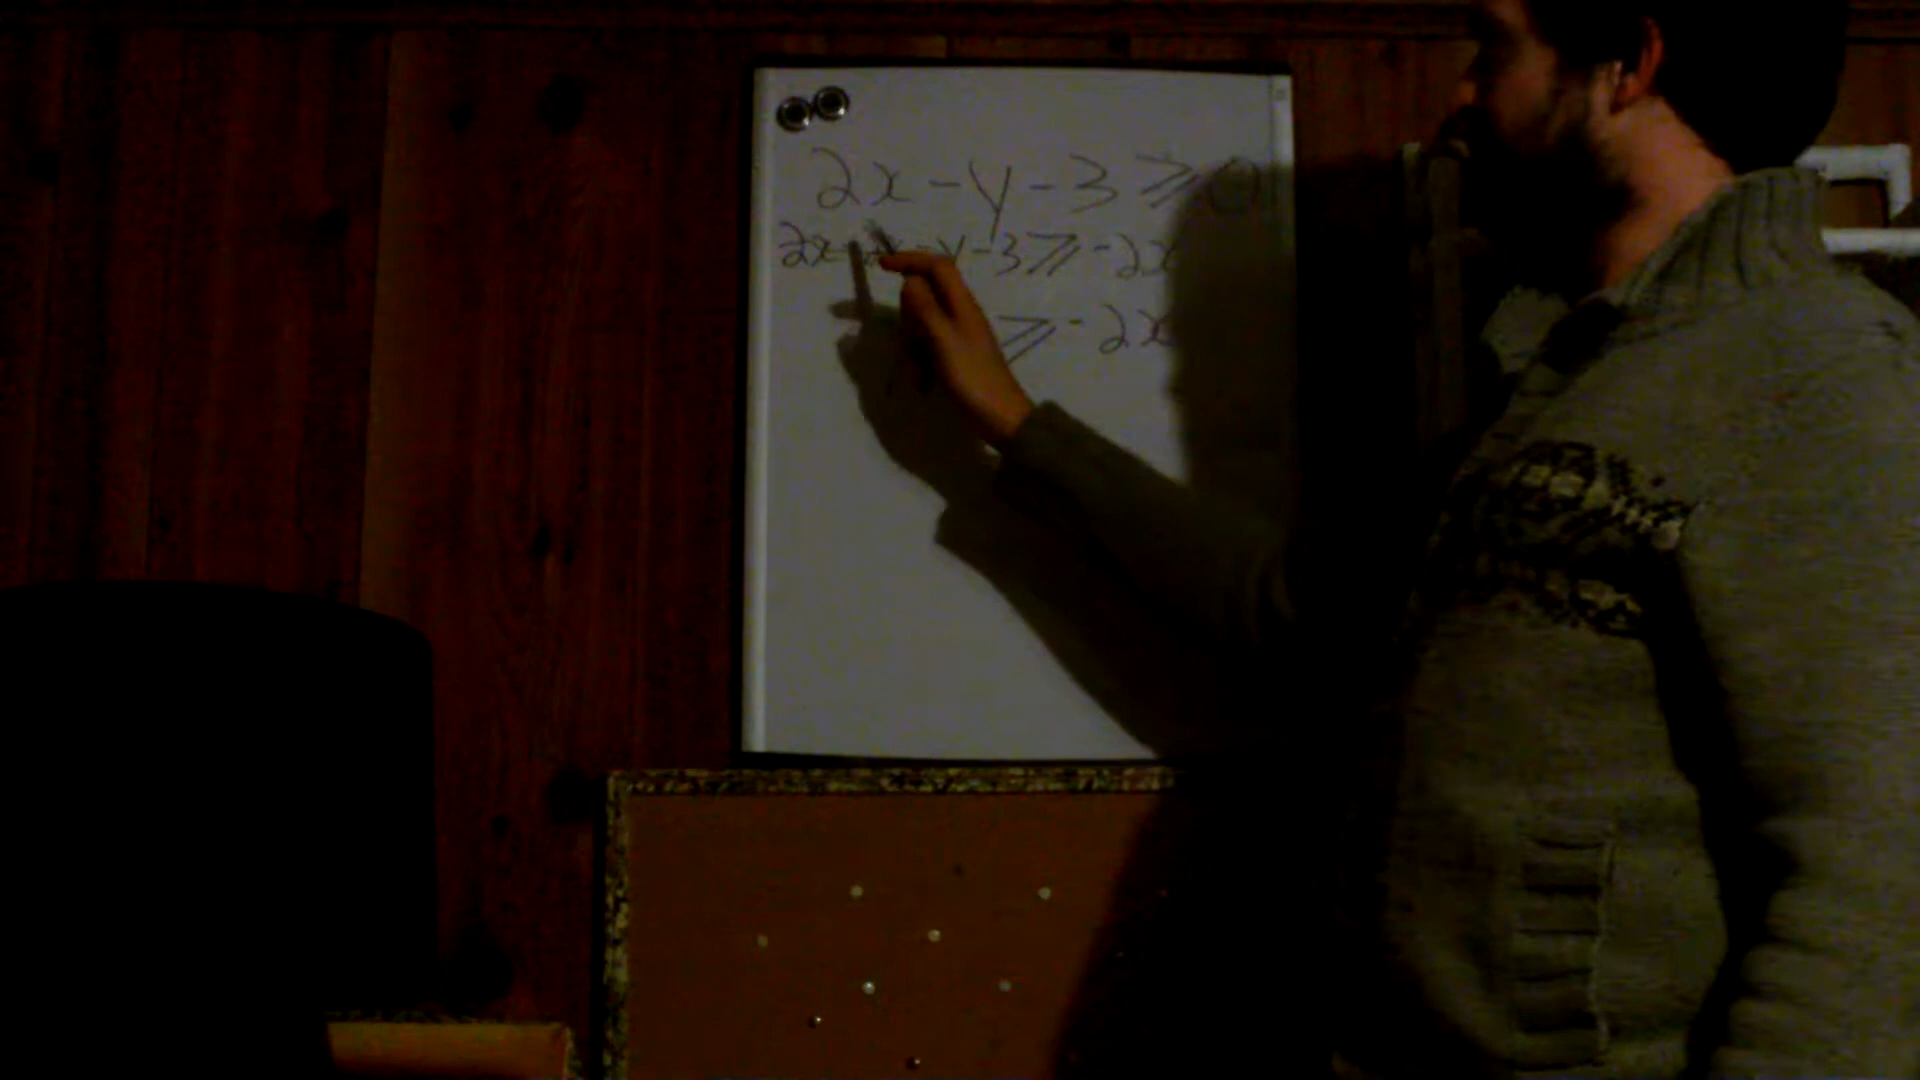 2x - y - 3 ⩾ 0
2x - 2x - y - 3 ⩾ -2x
⩾ -2x